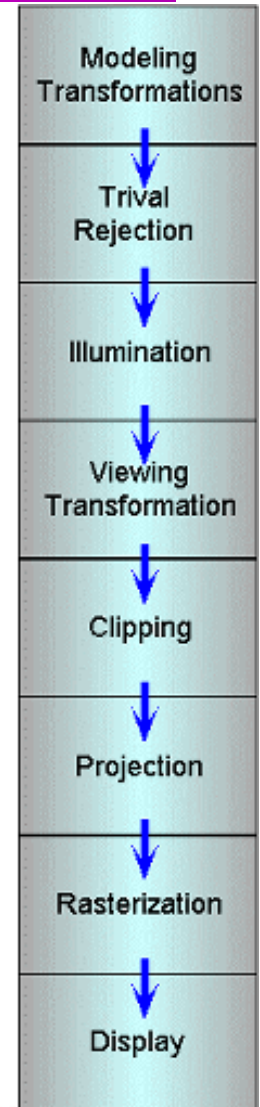 Modeling
Transformations
Trival
Rejection
Illumination
Viewing
Transformation
Clipping
Projection
Rasterization
Display